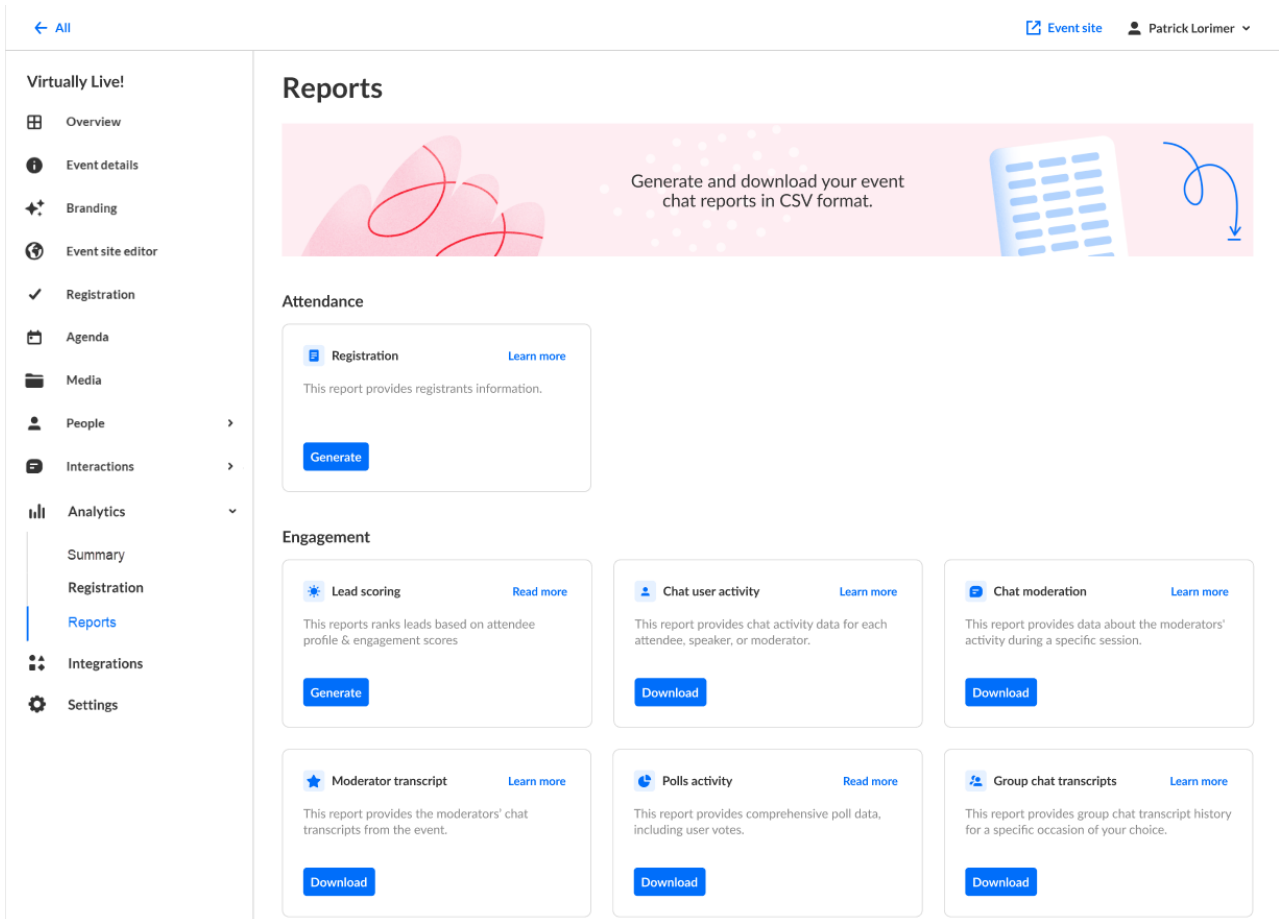 All
Event site
Patrick Lorimer
Virtually Live!
Overview
Event details
Branding
Event site editor
Registration
Agenda
Media
People
Interactions
Analytics
Summary
Registration
Reports
Integrations
Settings
Reports
Generate and download your event
chat reports in CSV format.
Attendance
Registration
Learn more
This report provides registrants information.
Generate
Engagement
Lead scoring
Read more
This reports ranks leads based on attendee
profile & engagement scores
Generate
Chat user activity
Learn more
This report provides chat activity data for each
attendee, speaker, or moderator.
Download
Chat moderation
Learn more
This report provides data about the moderators'
activity during a specific session.
Download
Moderator transcript
Learn more
This report provides the moderators' chat
transcripts from the event.
Download
Polls activity
Read more
This report provides comprehensive poll data,
including user votes.
Download
Group chat transcripts
Learn more
This report provides group chat transcript history
for a specific occasion of your choice.
Download